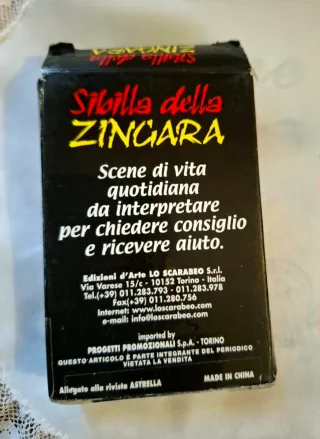 Sibilla della
ZINGARA
Sibilla della
ZINGARA
Scene di vita
quotidiana
da interpretare
per chiedere consiglio
e ricevere aiuto.
Edizioni d'Arte LO SCARABEO S.r.l.
Via Varese 15/c - 10152 Torino - Italia
Tel.(+39) 011.283.793 - 011.283.978
Fax(+39) 011.280.756
Internet: www.loscarabeo.com
e-mail: info@loscarabeo.com
imported by
PROGETTI PROMOZIONALI S.p.A. - TORINO
QUESTO ARTICOLO È PARTE INTEGRANTE DEL PERIODICO
VIETATA LA VENDITA
Allegato alla rivista ASTRELLA
MADE IN CHINA